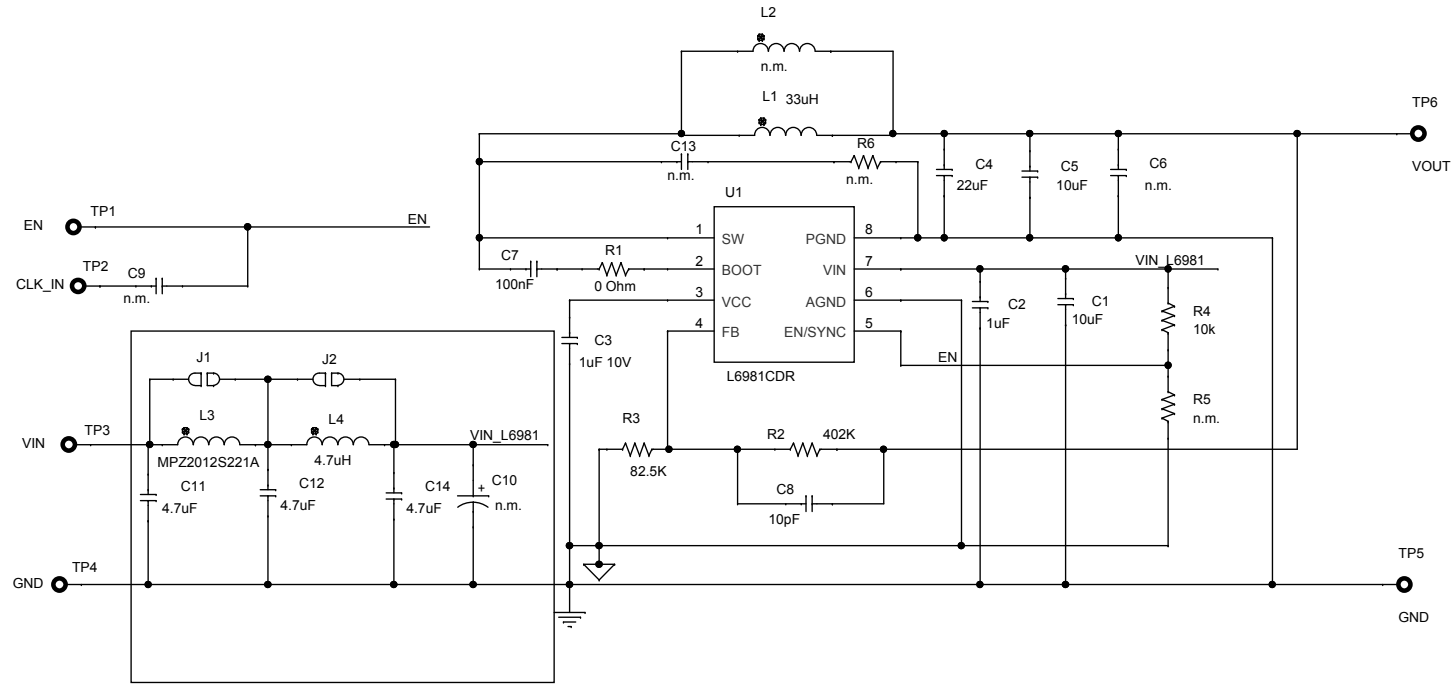 L2
n.m.
L1 33uH
TP6
VOUT
C13
n.m.
R6
n.m.
C4
22uF
C5
10uF
C6
n.m.
U1
EN
TP1
EN
CLK_IN
TP2
C9
n.m.
1
SW
PGND
8
C7
100nF
R1
0 Ohm
2
BOOT
VIN
7
VIN_L6981
3
VCC
AGND
6
4
FB
EN/SYNC
5
L6981CDR
C3
1uF 10V
C2
1uF
C1
10uF
R4
10k
EN
R5
n.m.
J1
J2
L3
MPZ2012S221A
L4
4.7uH
VIN
TP3
VIN_L6981
C11
4.7uF
C12
4.7uF
C14
4.7uF
+
C10
n.m.
R3
82.5K
R2
402K
C8
10pF
GND
TP4
TP5
GND